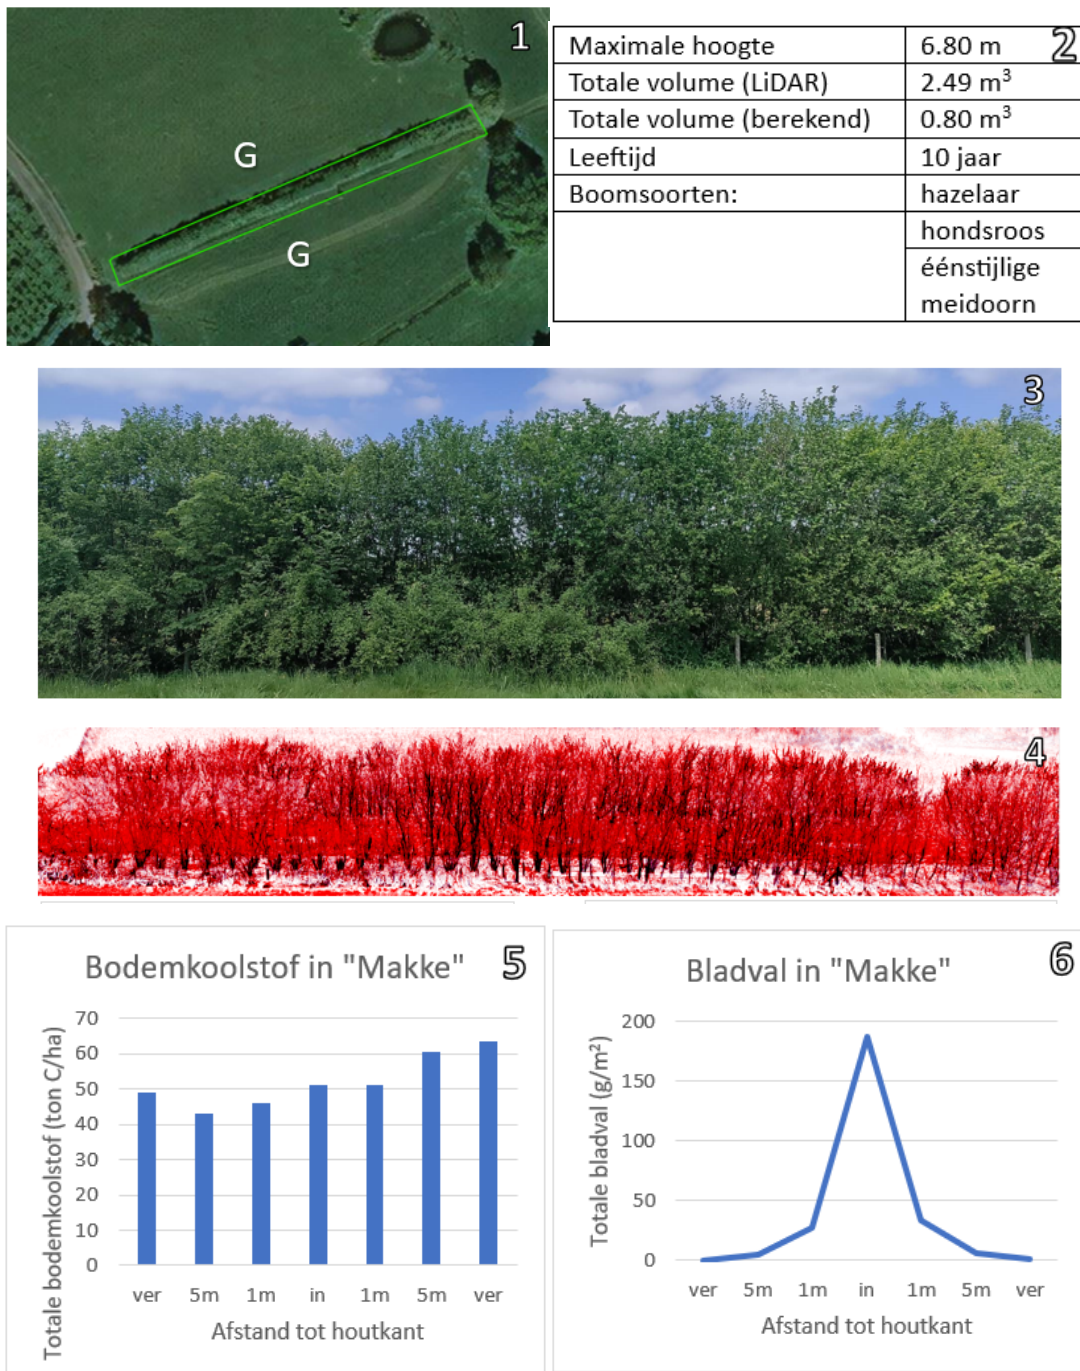 1
G
G
2
Maximale hoogte 6.80 m
Totale volume (LiDAR) 2.49 m³
Totale volume (berekend) 0.80 m³
Leeftijd 10 jaar
Boomsoorten: hazelaar
hondsroos
éénstijlige
meidoorn
3
4
Bodemkoolstof in "Makke" 5
Totale bodemkoolstof (ton C/ha)
70
60
50
40
30
20
10
0
ver 5m 1m in 1m 5m ver
Afstand tot houtkant
Bladval in "Makke" 6
Totale bladval (g/m²)
200
150
100
50
0
ver 5m 1m in 1m 5m ver
Afstand tot houtkant